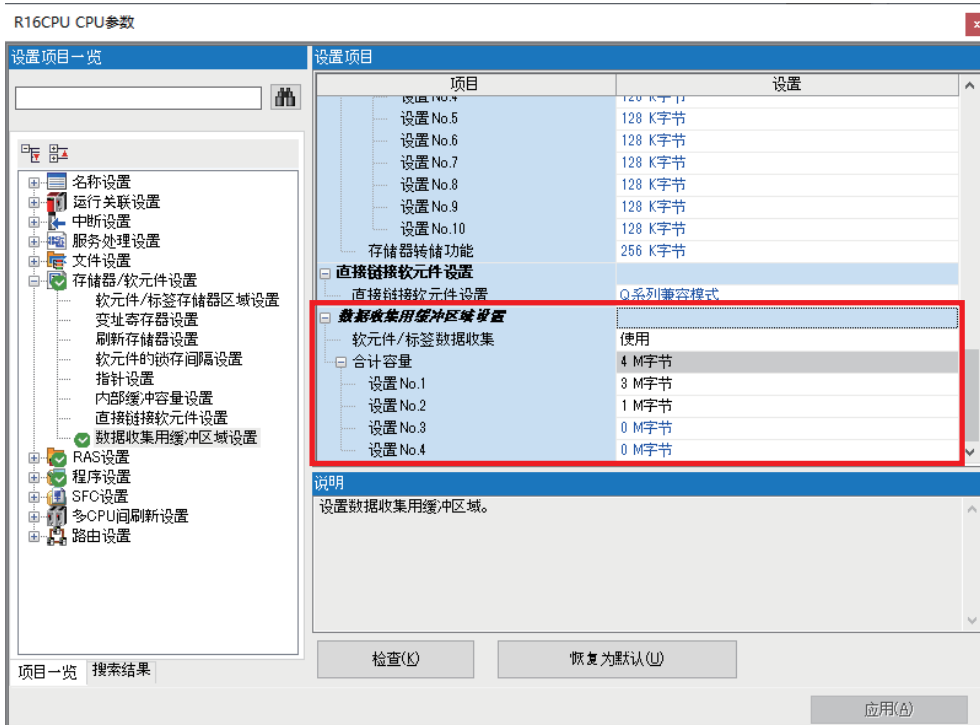 R16CPU CPU参数
设置项目一览
名称设置
运行关联设置
中断设置
服务处理设置
文件设置
存储器/软元件设置
软元件/标签存储器区域设置
变址寄存器设置
刷新存储器设置
软元件的锁存间隔设置
指针设置
内部缓冲容量设置
直接链接软元件设置
数据收集用缓冲区域设置
RAS设置
程序设置
SFC设置
多CPU间刷新设置
路由设置
项目一览 搜索结果
设置项目
项目 设置
设置No.4 128 K字节
设置No.5 128 K字节
设置No.6 128 K字节
设置No.7 128 K字节
设置No.8 128 K字节
设置No.9 128 K字节
设置No.10 128 K字节
存储器转储功能 256 K字节
直接链接软元件设置
直接链接软元件设置 Q系列兼容模式
数据收集用缓冲区域设置
软元件/标签数据收集 使用
合计容量 4 M字节
设置No.1 3 M字节
设置No.2 1 M字节
设置No.3 0 M字节
设置No.4 0 M字节
说明
设置数据收集用缓冲区域。
检查(K) 恢复为默认(U)
应用(A)